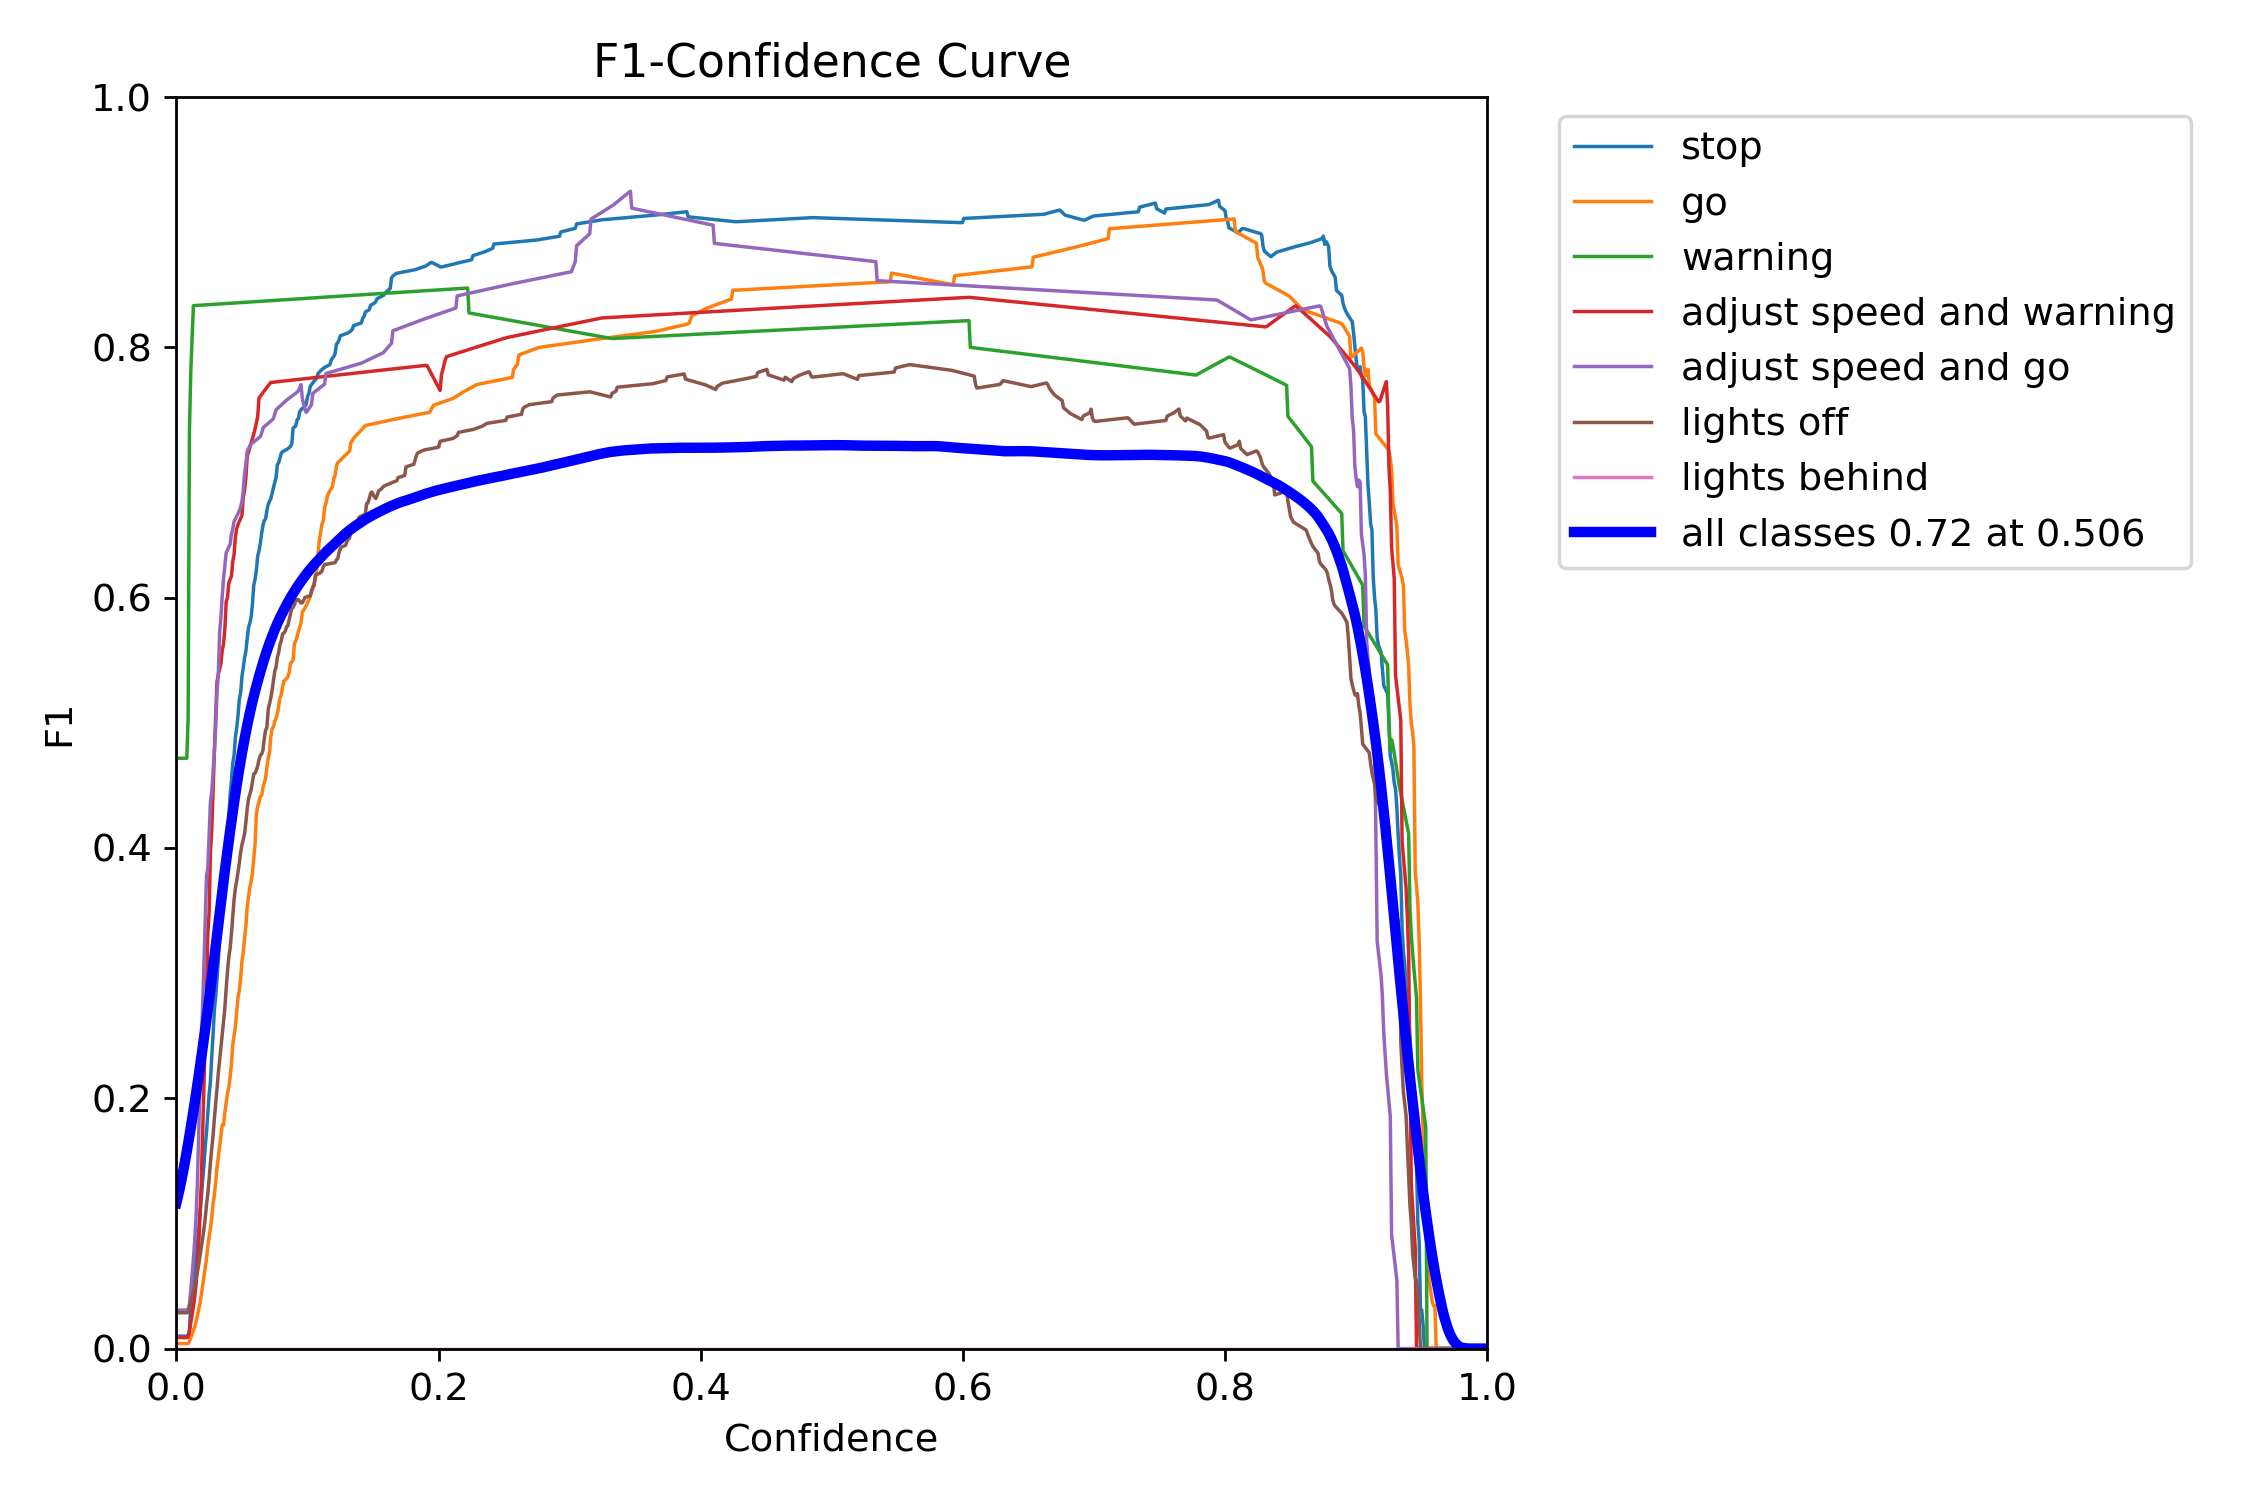 F1-Confidence Curve
1.0
0.8
0.6
0.4
0.2
0.0
F1
0.0 0.2 0.4 0.6 0.8 1.0
Confidence
stop
go
warning
adjust speed and warning
adjust speed and go
lights off
lights behind
all classes 0.72 at 0.506